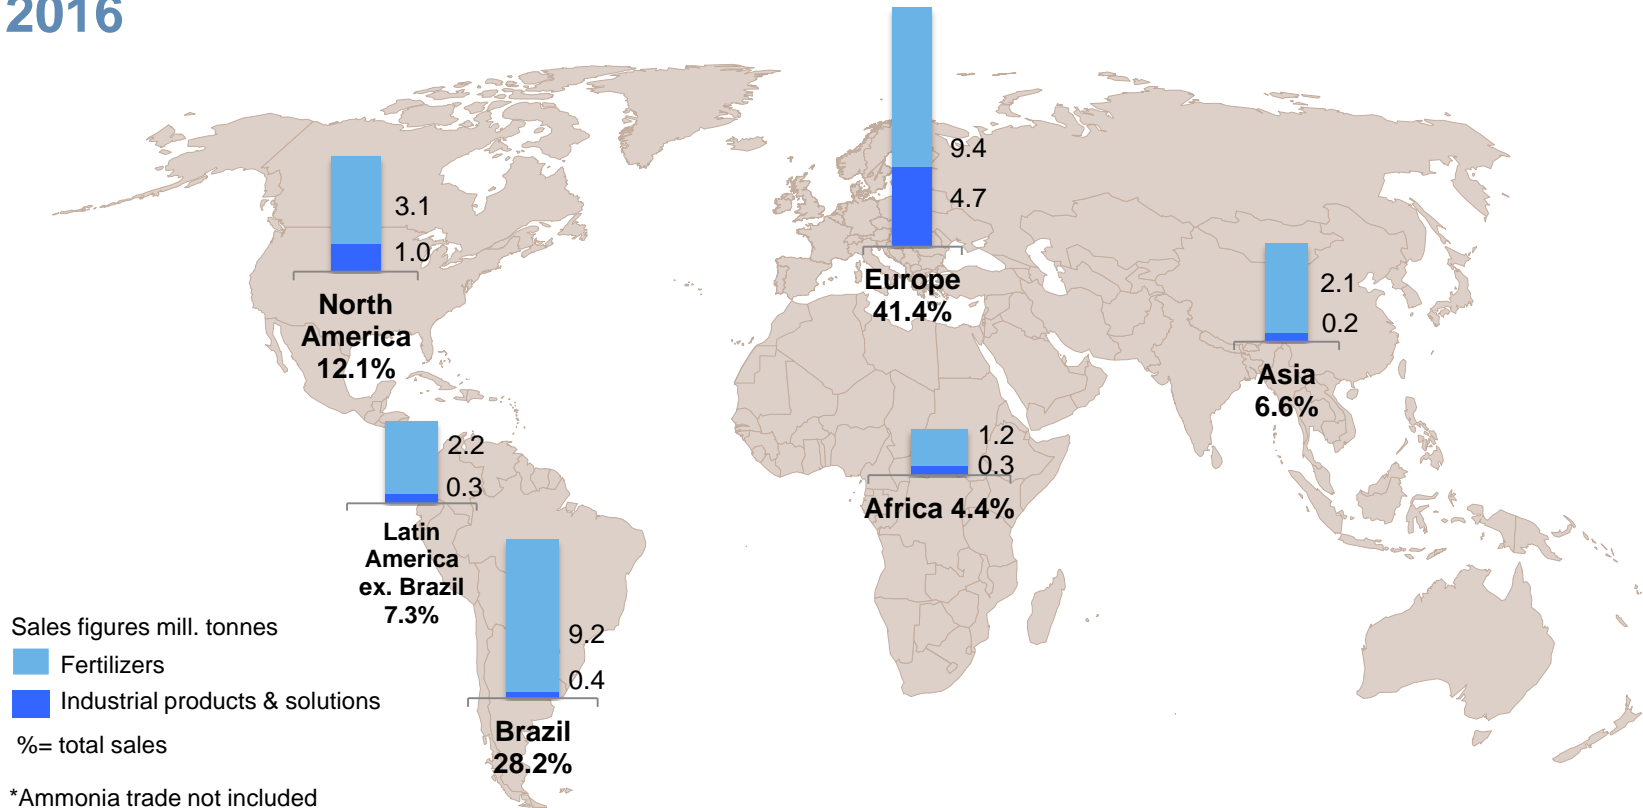 2016
9.4
4.7
Europe
41.4%
3.1
1.0
North
America
12.1%
2.1
0.2
Asia
6.6%
2.2
0.3
Latin
America
ex. Brazil
7.3%
1.2
0.3
Africa 4.4%
9.2
0.4
Brazil
28.2%
Sales figures mill. tonnes
Fertilizers
Industrial products & solutions
%= total sales
*Ammonia trade not included